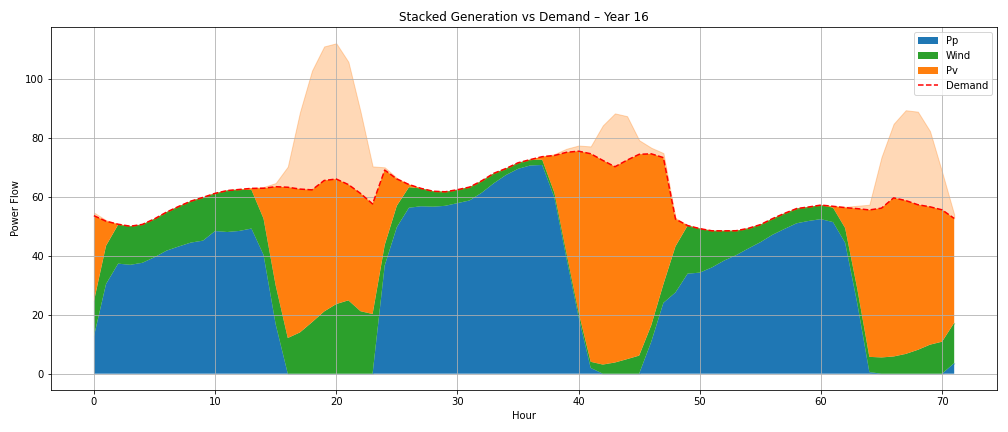 Stacked Generation vs Demand – Year 16
Power Flow
100
80
60
40
20
0
Pp
Wind
Pv
Demand
0 10 20 30 40 50 60 70
Hour